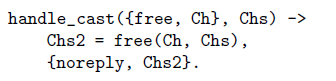 handle_cast({free, Ch}, Chs) ->
    Chs2 = free(Ch, Chs),
    {noreply, Chs2}.